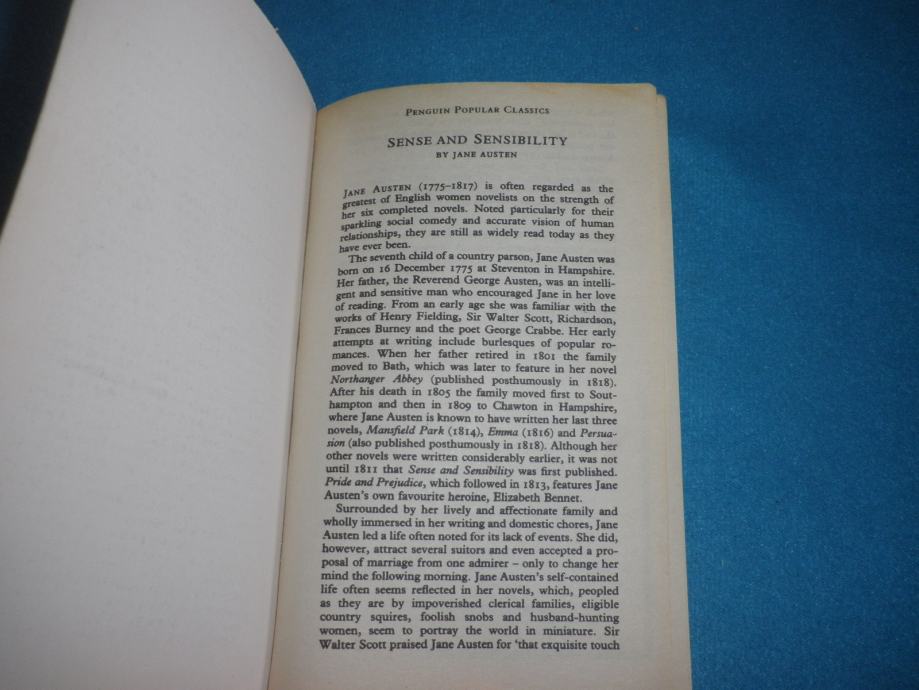 PENGUIN POPULAR CLASSICS
SENSE AND SENSIBILITY
BY JANE AUSTEN
JANE AUSTEN (1775–1817) is often regarded as the
greatest of English women novelists on the strength of
her six completed novels. Noted particularly for their
sparkling social comedy and accurate vision of human
relationships, they are still as widely read today as they
have ever been.
The seventh child of a country parson, Jane Austen was
born on 16 December 1775 at Steventon in Hampshire.
Her father, the Reverend George Austen, was an intelli-
gent and sensitive man who encouraged Jane in her love
of reading. From an early age she was familiar with the
works of Henry Fielding, Sir Walter Scott, Richardson,
Frances Burney and the poet George Crabbe. Her early
attempts at writing include burlesques of popular ro-
mances. When her father retired in 1801 the family
moved to Bath, which was later to feature in her novel
Northanger Abbey (published posthumously in 1818).
After his death in 1805 the family moved first to South-
hampton and then in 1809 to Chawton in Hampshire,
where Jane Austen is known to have written her last three
novels, Mansfield Park (1814), Emma (1816) and Persua-
sion (also published posthumously in 1818). Although her
other novels were written considerably earlier, it was not
until 1811 that Sense and Sensibility was first published.
Pride and Prejudice, which followed in 1813, features Jane
Austen's own favourite heroine, Elizabeth Bennet.
Surrounded by her lively and affectionate family and
wholly immersed in her writing and domestic chores, Jane
Austen led a life often noted for its lack of events. She did,
however, attract several suitors and even accepted a pro-
posal of marriage from one admirer – only to change her
mind the following morning. Jane Austen's self-contained
life often seems reflected in her novels, which, peopled
as they are by impoverished clerical families, eligible
country squires, foolish snobs and husband-hunting
women, seem to portray the world in miniature. Sir
Walter Scott praised Jane Austen for 'that exquisite touch